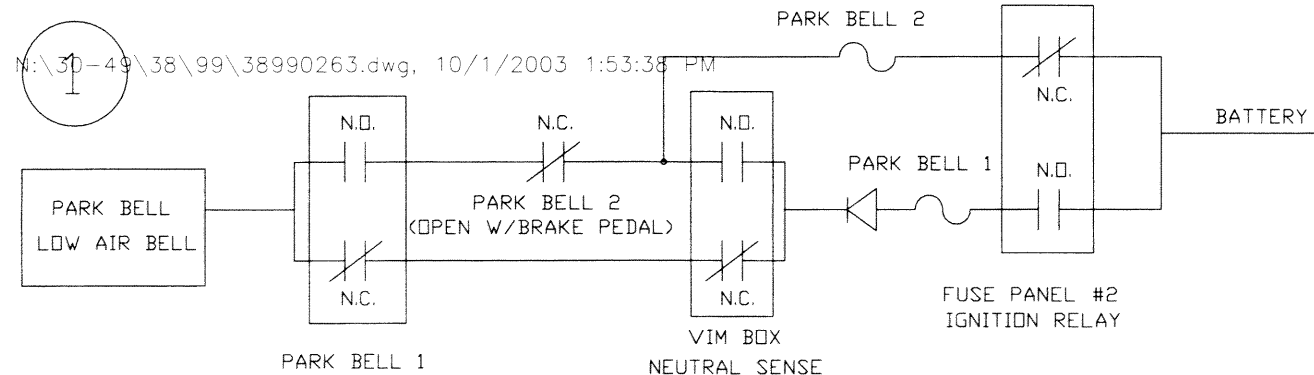 PARK BELL 2
N:\30-49\38\99\38990263.dwg, 10/1/2003 1:53:38 PM
1
N.C.
BATTERY
N.O.
N.C.
N.O.
PARK BELL 1
N.O.
PARK BELL
LOW AIR BELL
PARK BELL 2
(OPEN W/BRAKE PEDAL)
N.C.
N.C.
FUSE PANEL #2
IGNITION RELAY
VIM BOX
NEUTRAL SENSE
PARK BELL 1